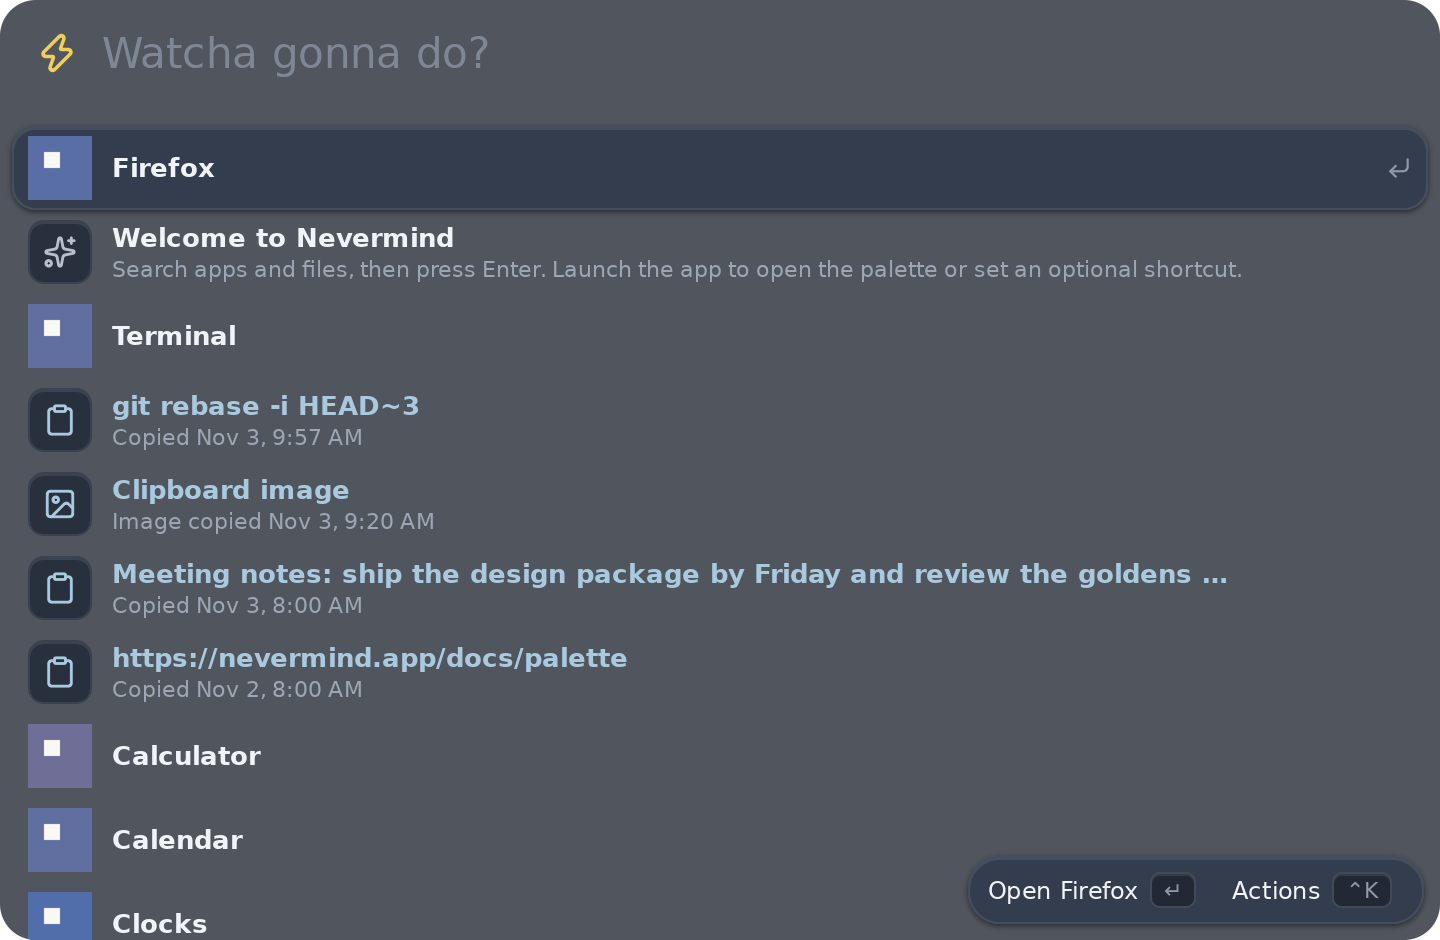 Watcha gonna do?
Firefox
Welcome to Nevermind
Search apps and files, then press Enter. Launch the app to open the palette or set an optional shortcut.
Terminal
git rebase -i HEAD~3
Copied Nov 3, 9:57 AM
Clipboard image
Image copied Nov 3, 9:20 AM
Meeting notes: ship the design package by Friday and review the goldens …
Copied Nov 3, 8:00 AM
https://nevermind.app/docs/palette
Copied Nov 2, 8:00 AM
Calculator
Calendar
Clocks
Open Firefox ↵ Actions ⌃K